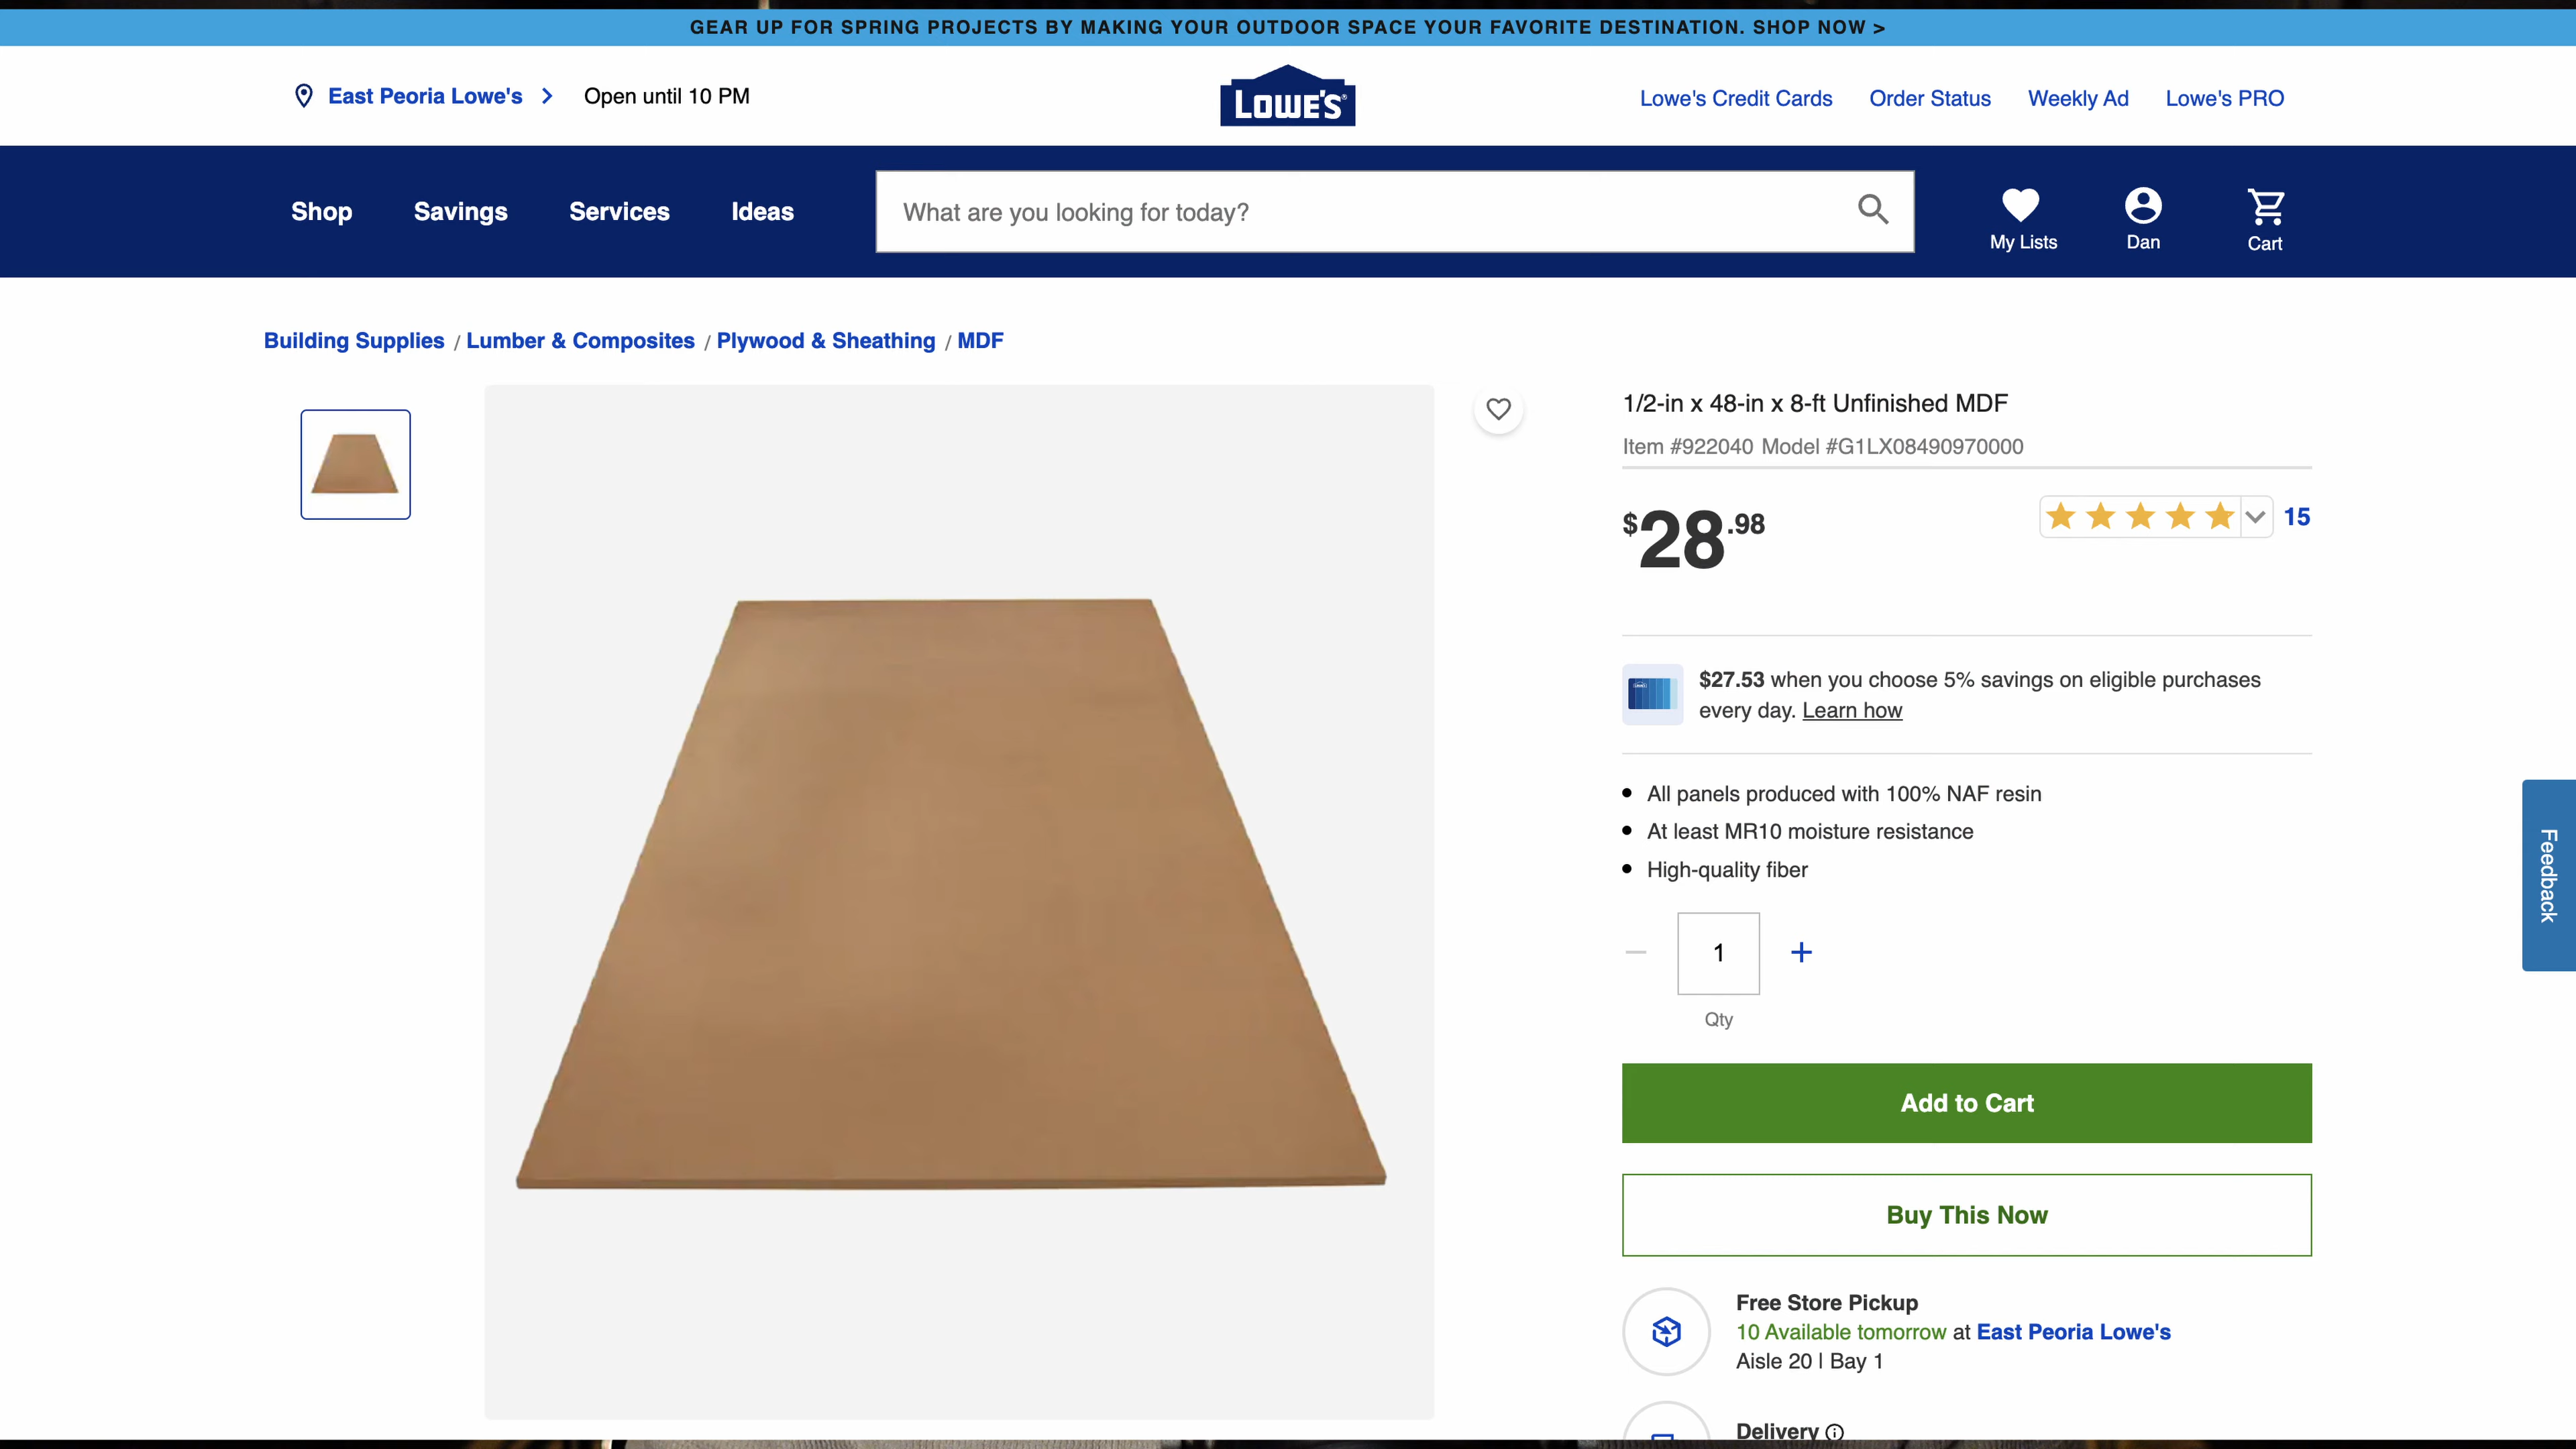 GEAR UP FOR SPRING PROJECTS BY MAKING YOUR OUTDOOR SPACE YOUR FAVORITE DESTINATION. SHOP NOW >
East Peoria Lowe's > Open until 10 PM
LOWE'S®
Lowe's Credit Cards Order Status Weekly Ad Lowe's PRO
Shop Savings Services Ideas
What are you looking for today?
My Lists Dan Cart
Building Supplies / Lumber & Composites / Plywood & Sheathing / MDF
1/2-in x 48-in x 8-ft Unfinished MDF
Item #922040 Model #G1LX08490970000
$28.98
15
$27.53 when you choose 5% savings on eligible purchases
every day. Learn how
All panels produced with 100% NAF resin
At least MR10 moisture resistance
High-quality fiber
Feedback
− 1 +
Qty
Add to Cart
Buy This Now
Free Store Pickup
10 Available tomorrow at East Peoria Lowe's
Aisle 20 | Bay 1
Delivery